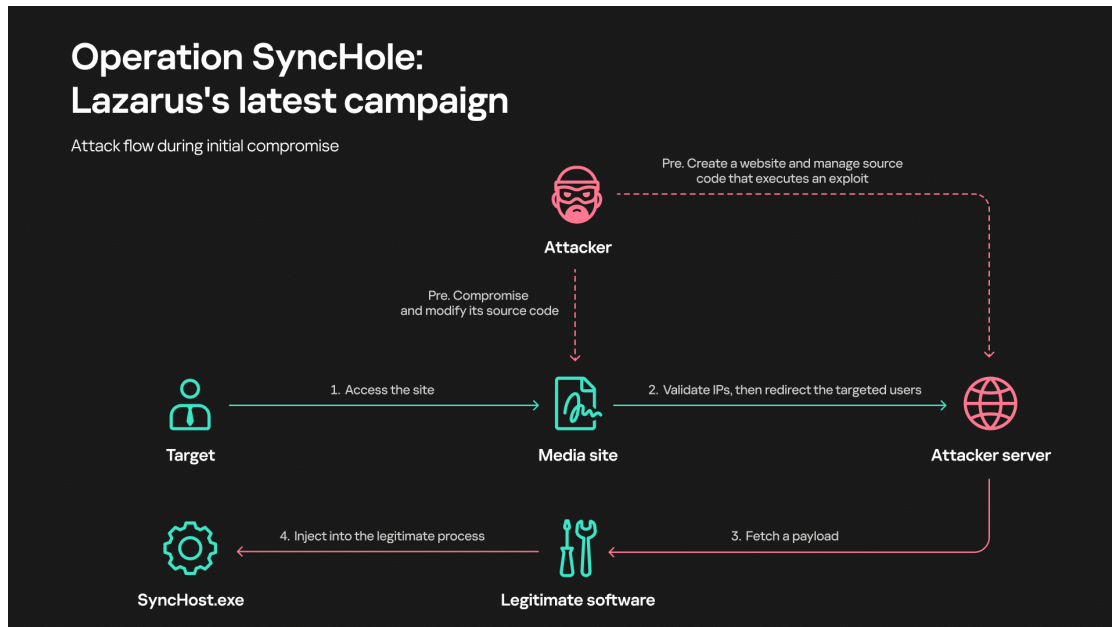 Operation SyncHole:
Lazarus's latest campaign
Attack flow during initial compromise
Pre. Create a website and manage source
code that executes an exploit
Attacker
Pre. Compromise
and modify its source code
1. Access the site
2. Validate IPs, then redirect the targeted users
Target
Media site
Attacker server
4. Inject into the legitimate process
3. Fetch a payload
SyncHost.exe
Legitimate software